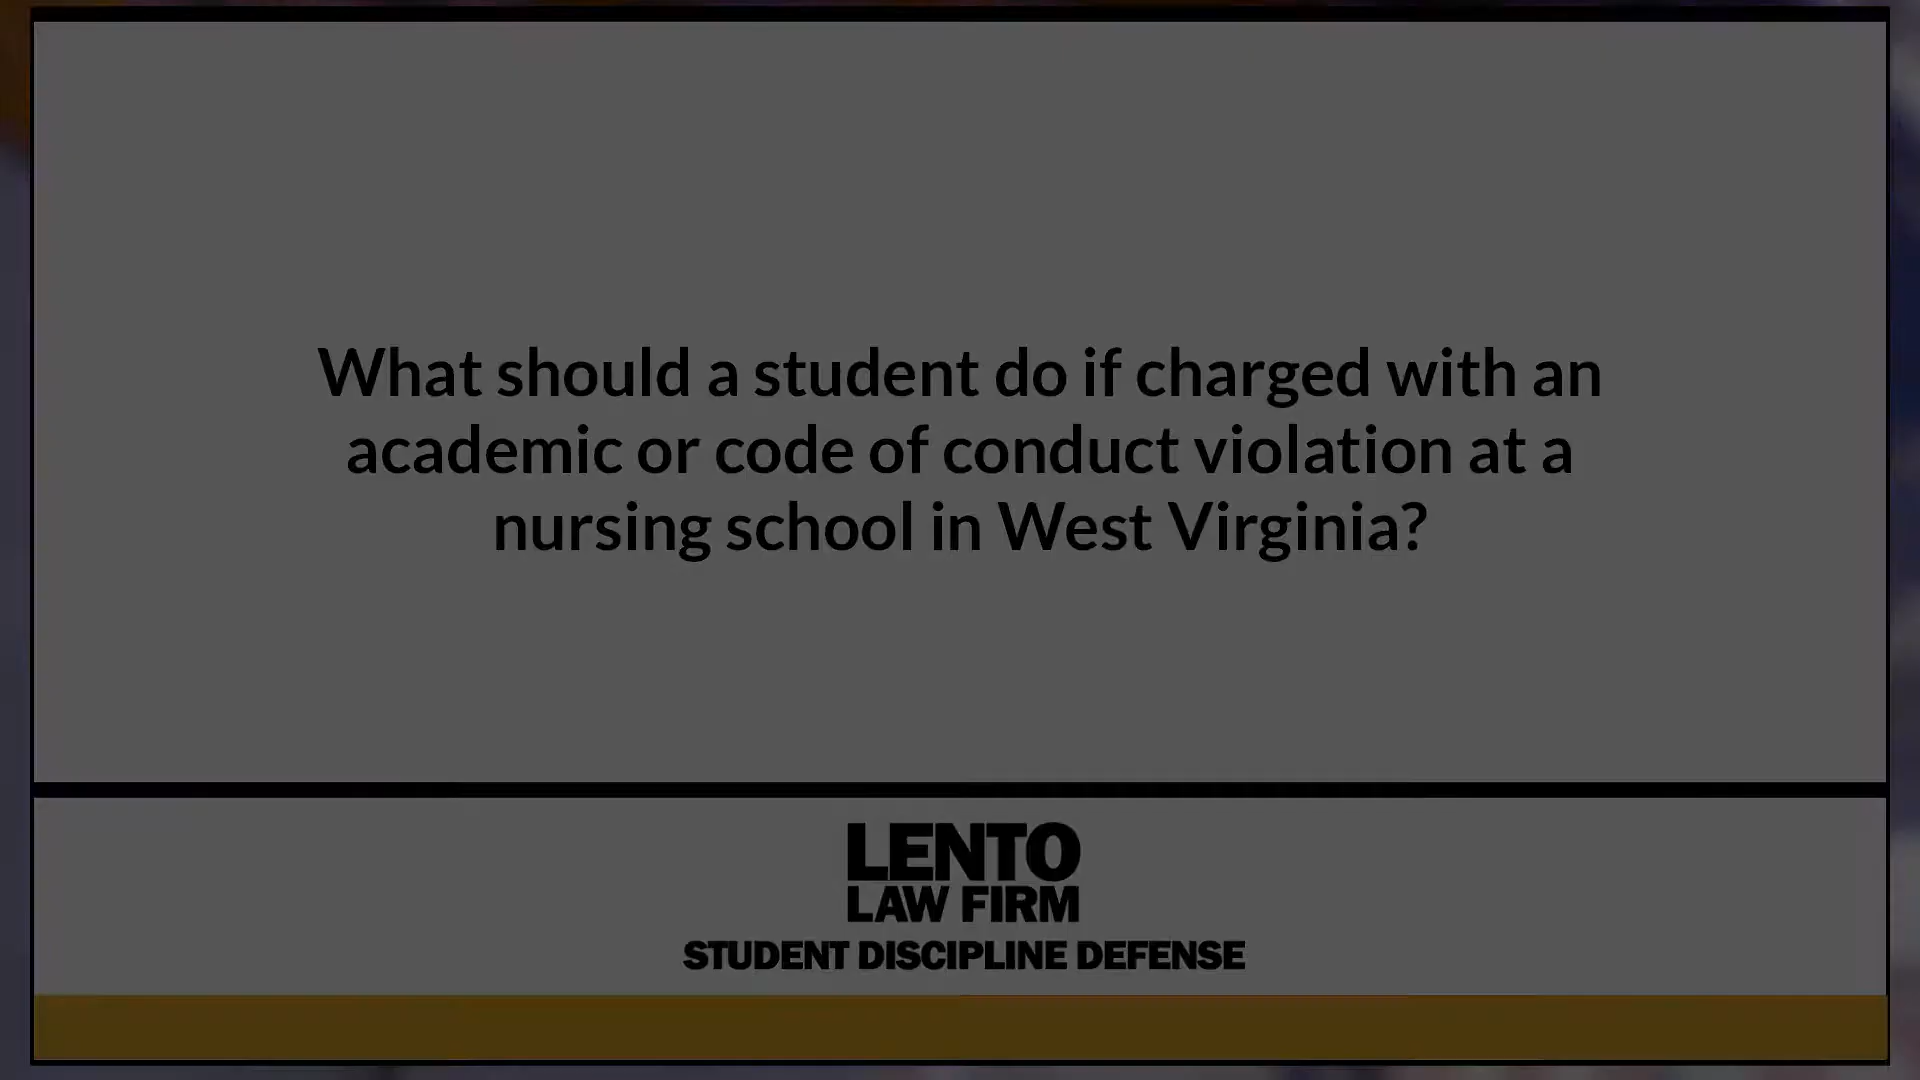 What should a student do if charged with an
academic or code of conduct violation at a
nursing school in West Virginia?
LENTO
LAW FIRM
STUDENT DISCIPLINE DEFENSE